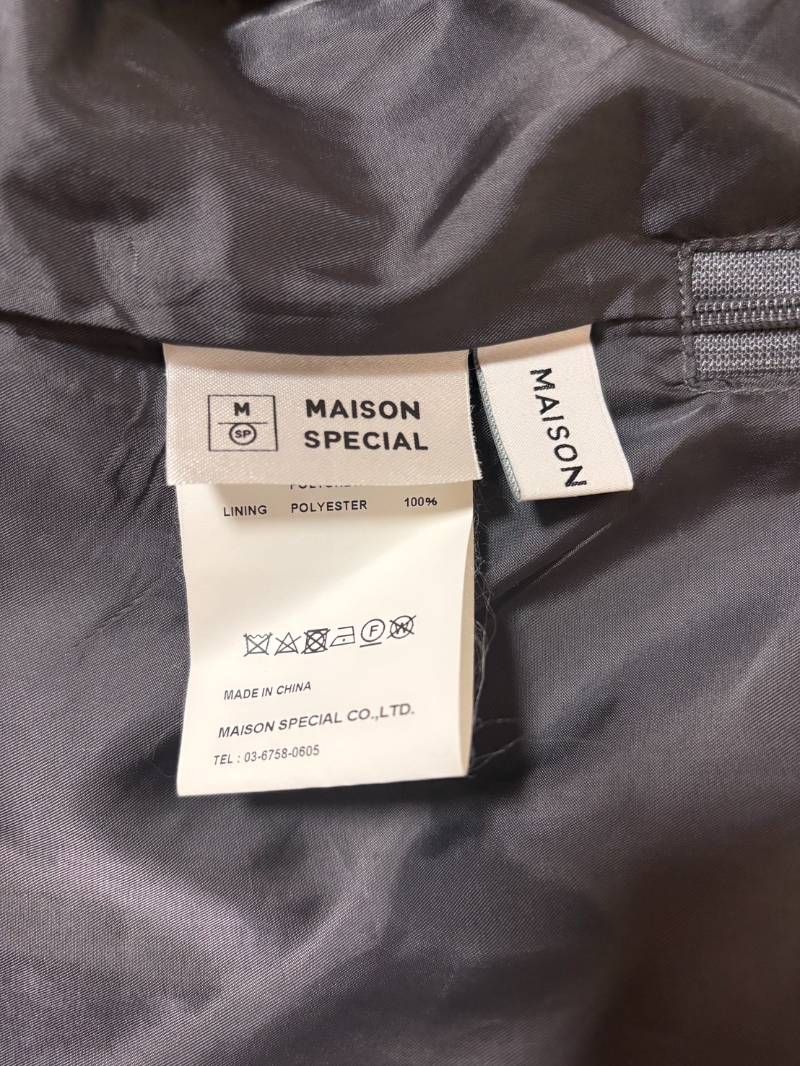 M
SP
MAISON
SPECIAL
MAISON
LINING POLYESTER 100%
F
W
MADE IN CHINA
MAISON SPECIAL CO.,LTD.
TEL : 03-6758-0605